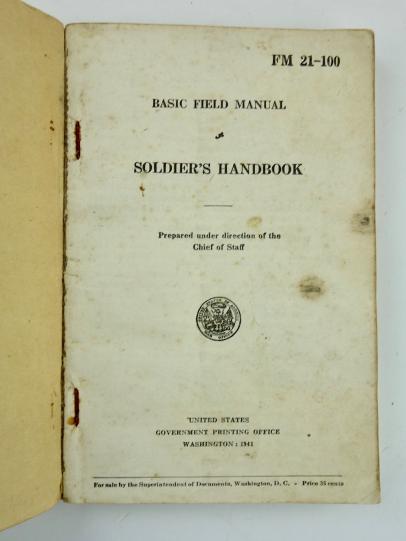 FM 21-100
BASIC FIELD MANUAL
SOLDIER'S HANDBOOK
Prepared under direction of the
Chief of Staff
UNITED STATES
GOVERNMENT PRINTING OFFICE
WASHINGTON : 1941
For sale by the Superintendent of Documents, Washington, D. C. - Price 35 cents